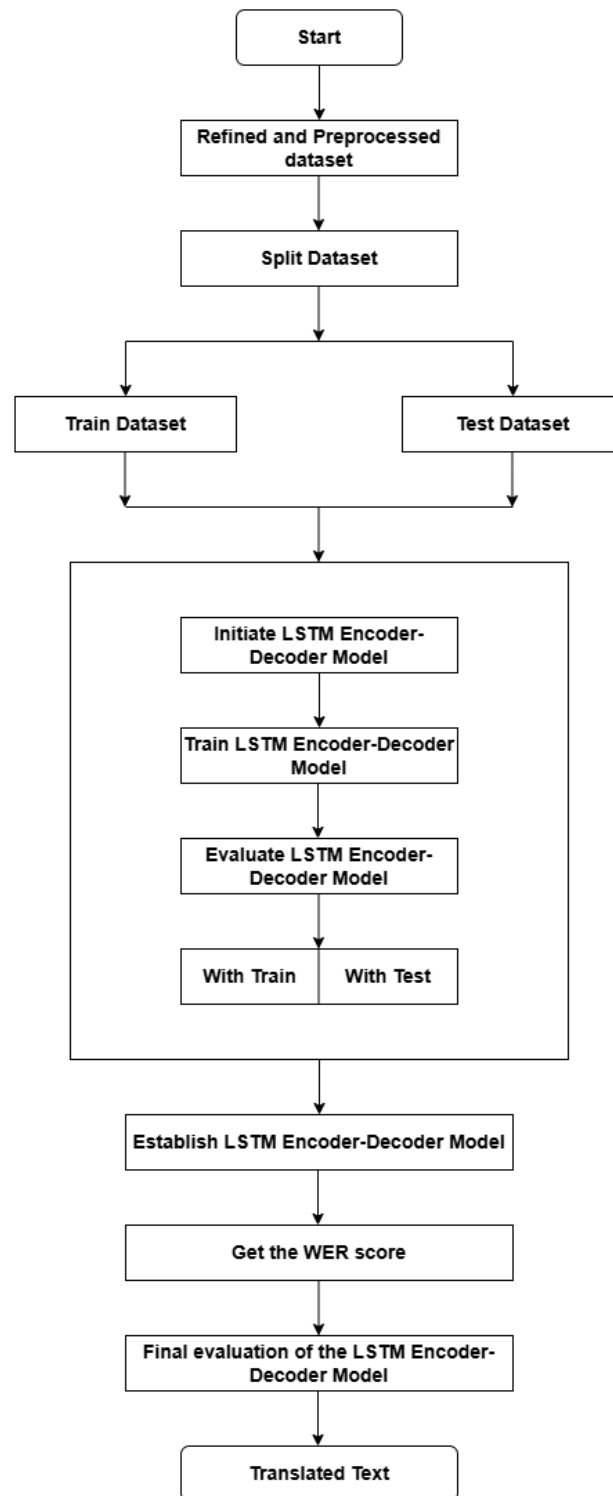 Start
Refined and Preprocessed
dataset
Split Dataset
Train Dataset
Test Dataset
Initiate LSTM Encoder-
Decoder Model
Train LSTM Encoder-Decoder
Model
Evaluate LSTM Encoder-
Decoder Model
With Train
With Test
Establish LSTM Encoder-Decoder Model
Get the WER score
Final evaluation of the LSTM Encoder-
Decoder Model
Translated Text